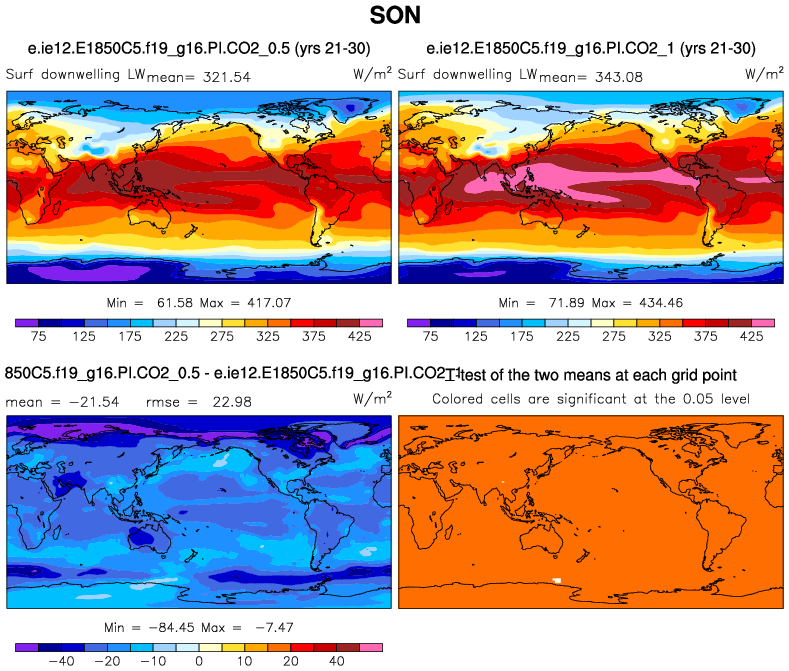 SON
e.ie12.E1850C5.f19_g16.PI.CO2_0.5 (yrs 21-30)
Surf downwelling LW mean= 321.54 W/m²
Min = 61.58 Max = 417.07
75 125 175 225 275 325 375 425
e.ie12.E1850C5.f19_g16.PI.CO2_1 (yrs 21-30)
Surf downwelling LW mean= 343.08 W/m²
Min = 71.89 Max = 434.46
75 125 175 225 275 325 375 425
850C5.f19_g16.PI.CO2_0.5 - e.ie12.E1850C5.f19_g16.PI.CO2_1
mean = -21.54 rmse = 22.98 W/m²
Min = -84.45 Max = -7.47
-40 -20 -10 0 10 20 40
T-test of the two means at each grid point
Colored cells are significant at the 0.05 level